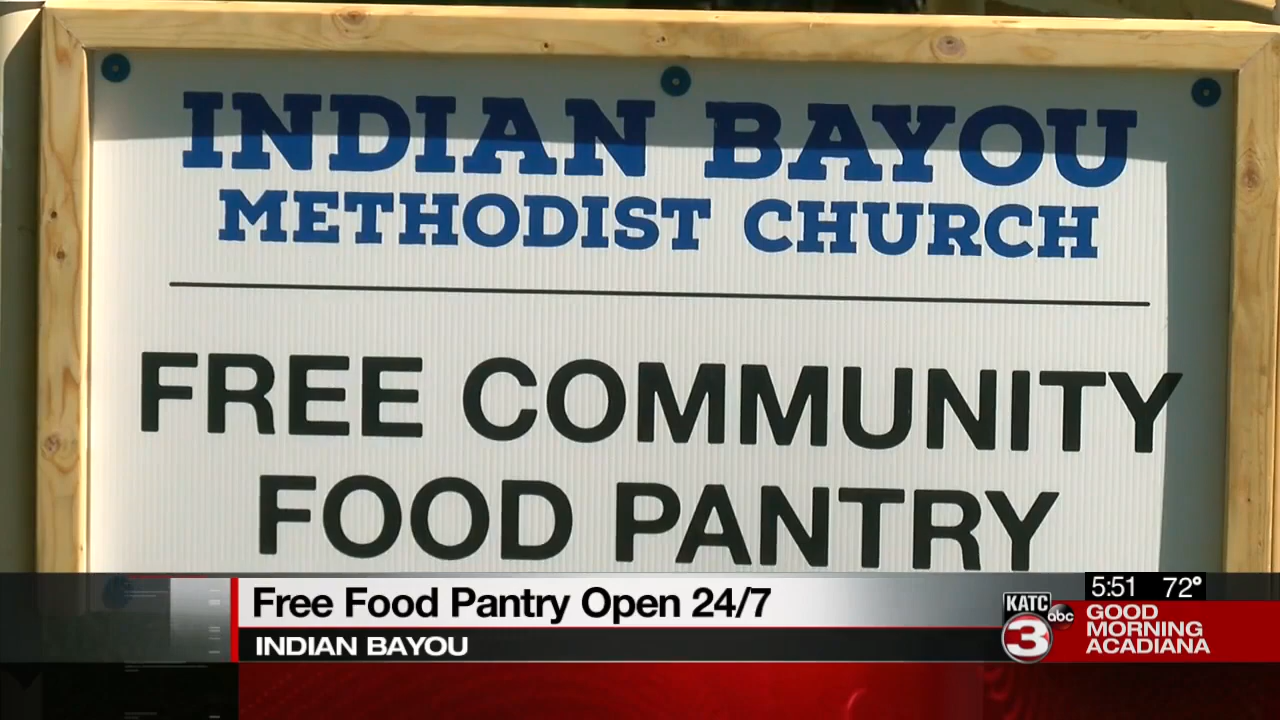 INDIAN BAYOU
METHODIST CHURCH
FREE COMMUNITY
FOOD PANTRY
Free Food Pantry Open 24/7
INDIAN BAYOU
KATC
abc
3
5:51 72°
GOOD
MORNING
ACADIANA